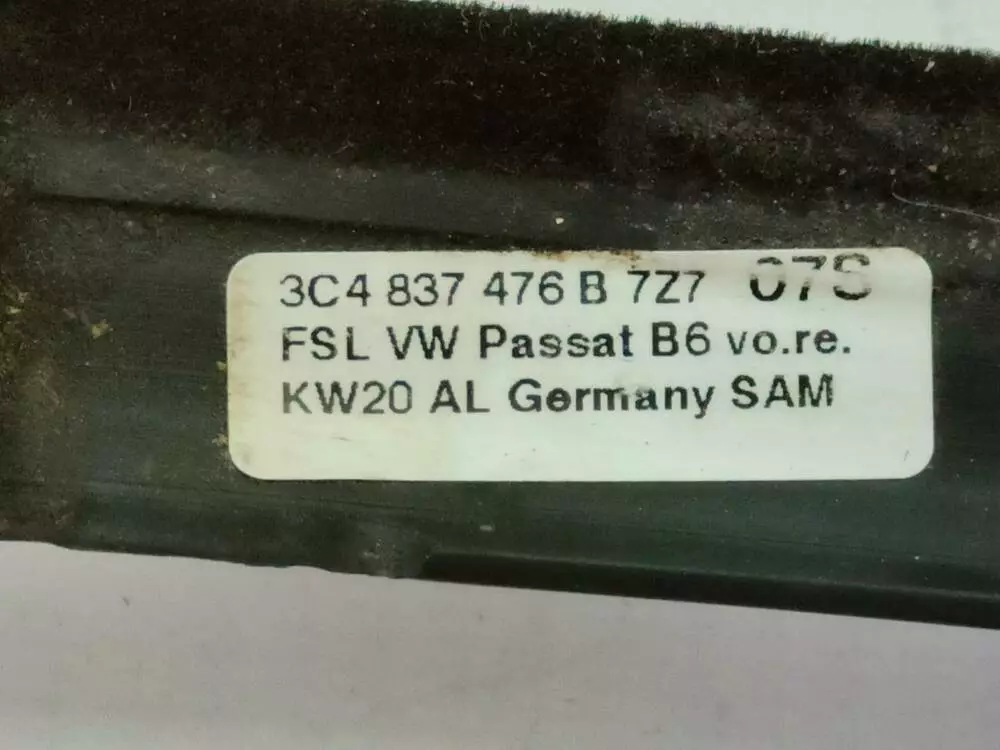 3C4 837 476 B 7Z7 07S
FSL VW Passat B6 vo.re.
KW20 AL Germany SAM